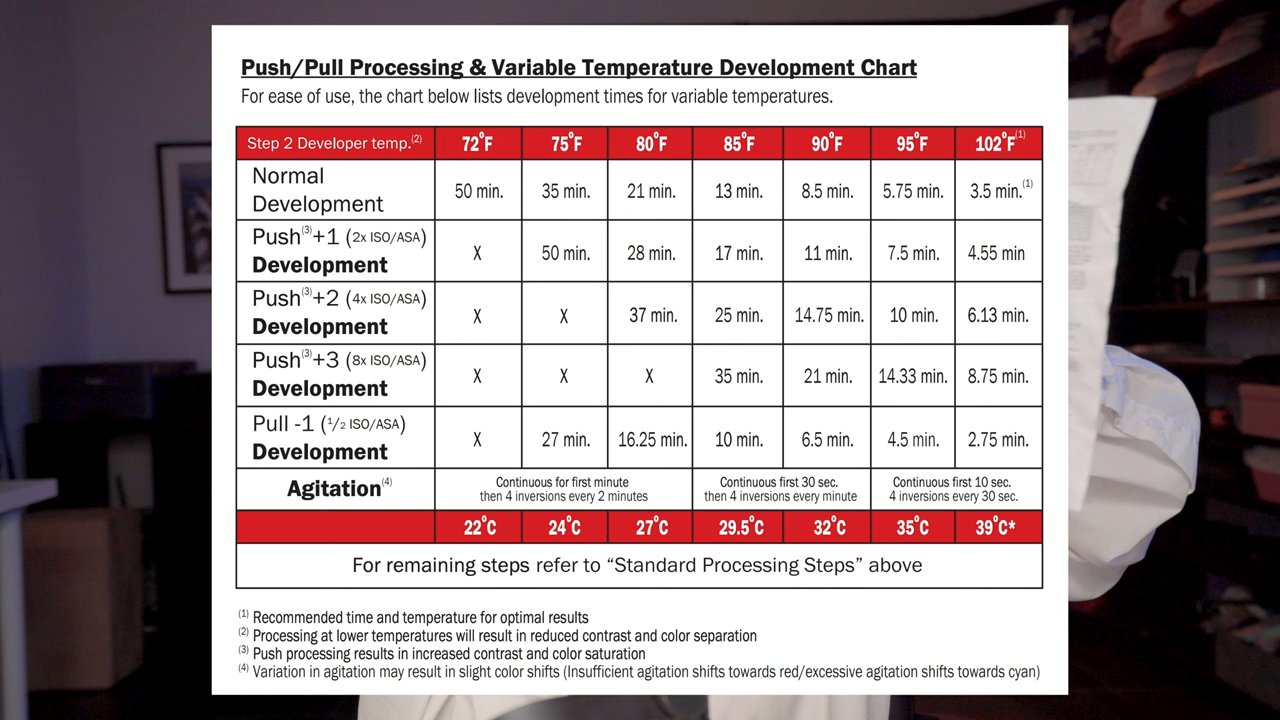 Push/Pull Processing & Variable Temperature Development Chart
For ease of use, the chart below lists development times for variable temperatures.
Step 2 Developer temp.(2) 72°F 75°F 80°F 85°F 90°F 95°F 102°F(1)
Normal
Development 50 min. 35 min. 21 min. 13 min. 8.5 min. 5.75 min. 3.5 min.(1)
Push(3)+1 (2x ISO/ASA)
Development X 50 min. 28 min. 17 min. 11 min. 7.5 min. 4.55 min
Push(3)+2 (4x ISO/ASA)
Development X X 37 min. 25 min. 14.75 min. 10 min. 6.13 min.
Push(3)+3 (8x ISO/ASA)
Development X X X 35 min. 21 min. 14.33 min. 8.75 min.
Pull -1 (1/2 ISO/ASA)
Development X 27 min. 16.25 min. 10 min. 6.5 min. 4.5 min. 2.75 min.
Agitation(4)
Continuous for first minute
then 4 inversions every 2 minutes
Continuous first 30 sec.
then 4 inversions every minute
Continuous first 10 sec.
4 inversions every 30 sec.
22°C 24°C 27°C 29.5°C 32°C 35°C 39°C*
For remaining steps refer to “Standard Processing Steps” above
(1) Recommended time and temperature for optimal results
(2) Processing at lower temperatures will result in reduced contrast and color separation
(3) Push processing results in increased contrast and color saturation
(4) Variation in agitation may result in slight color shifts (Insufficient agitation shifts towards red/excessive agitation shifts towards cyan)